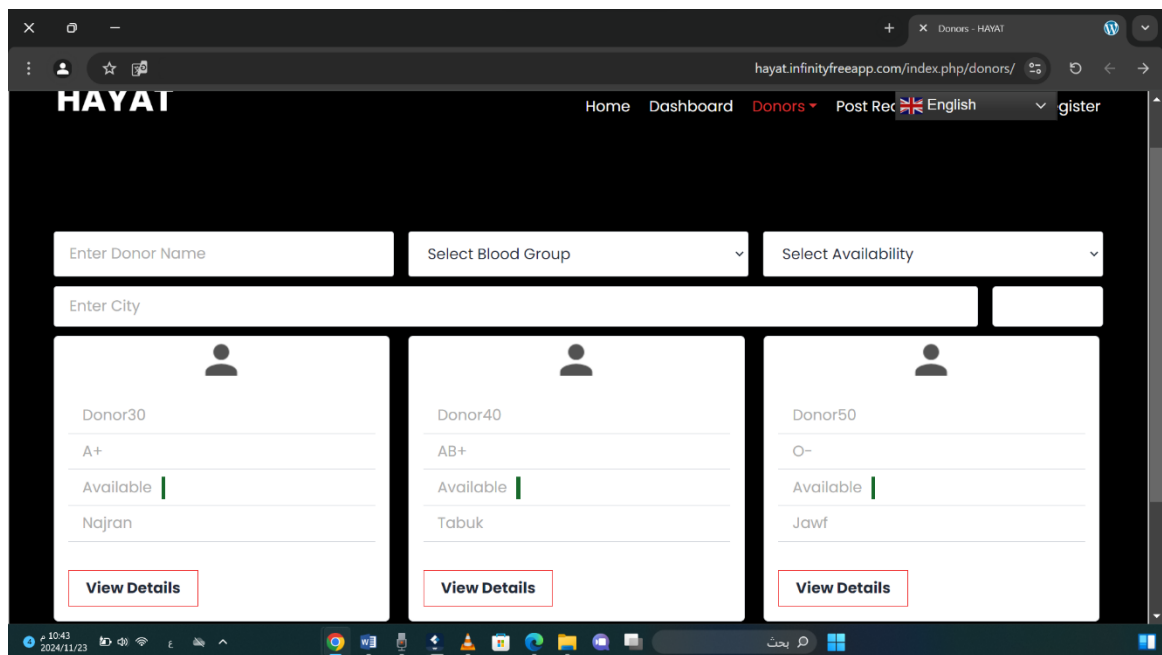 Donors - HAYAT
hayat.infinityfreeapp.com/index.php/donors/
HAYAT
Home Dashboard Donors Post Rec English gister
Enter Donor Name Select Blood Group Select Availability
Enter City
Donor30 Donor40 Donor50
A+ AB+ O-
Available Available Available
Najran Tabuk Jawf
View Details View Details View Details
4 10:43 م ع بحث
2024/11/23